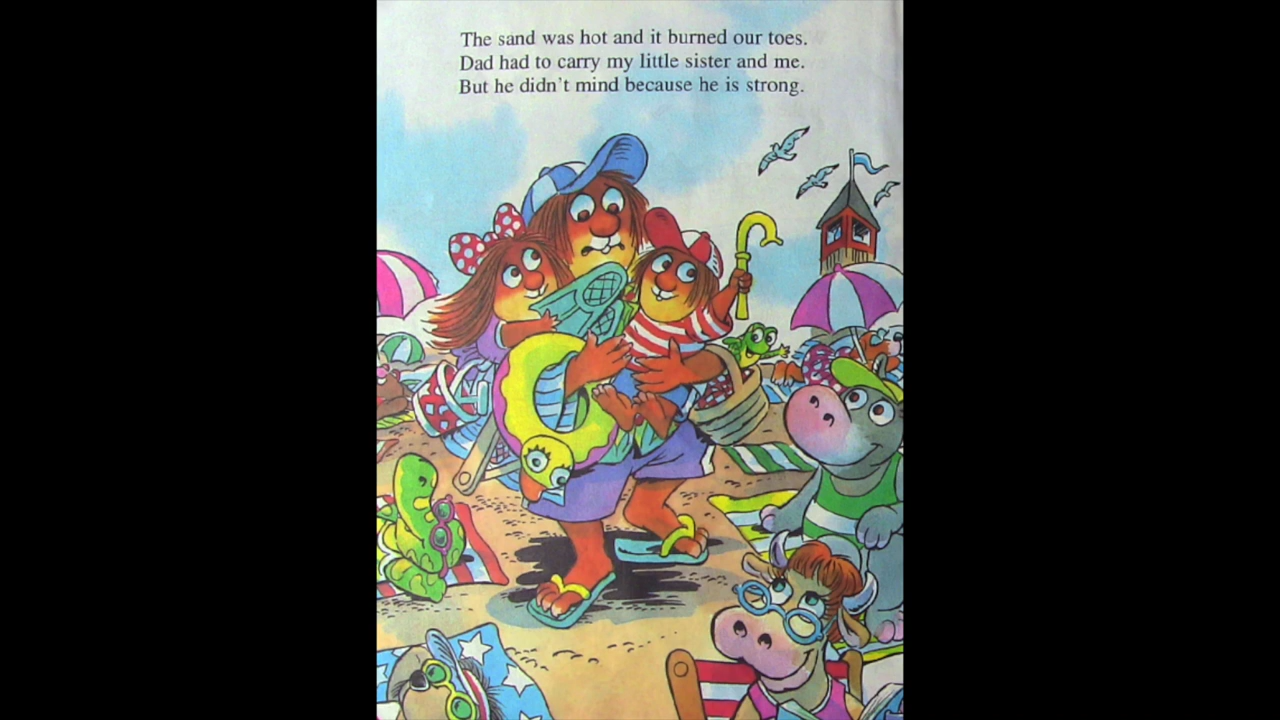 The sand was hot and it burned our toes.
Dad had to carry my little sister and me.
But he didn't mind because he is strong.